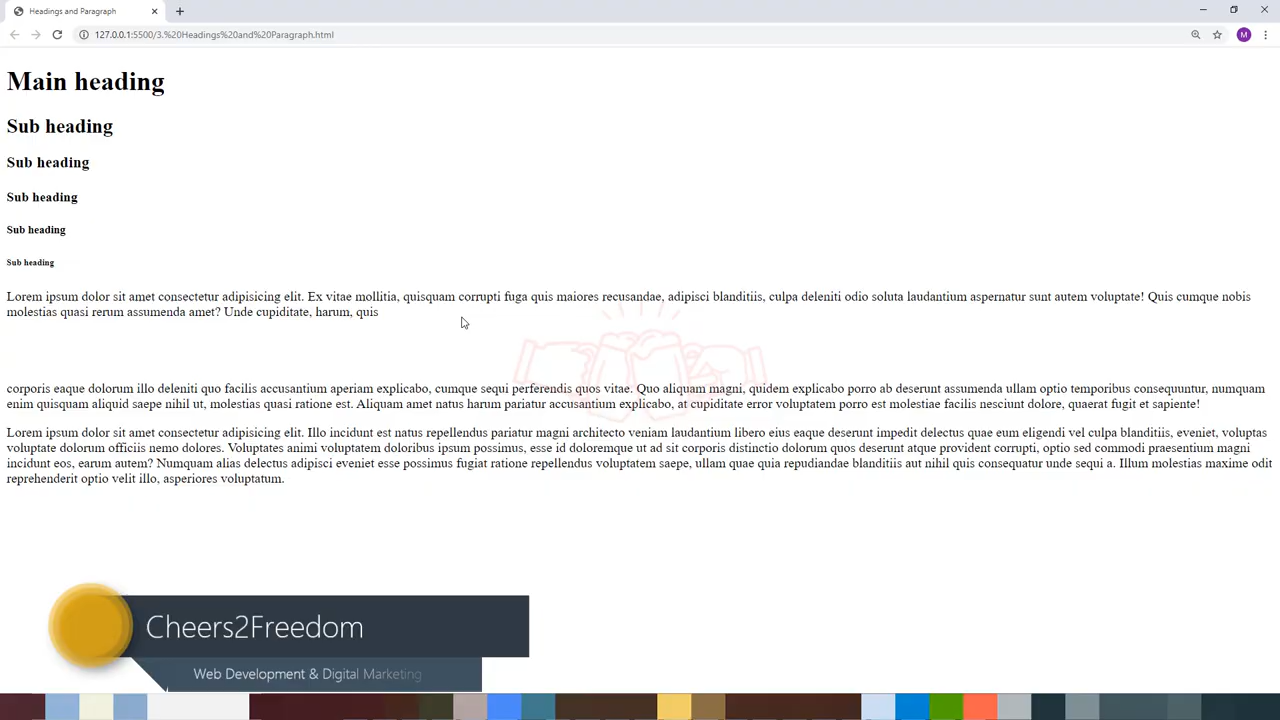 Headings and Paragraph
127.0.0.1:5500/3.%20Headings%20and%20Paragraph.html
M
Main heading
Sub heading
Sub heading
Sub heading
Sub heading
Sub heading
Lorem ipsum dolor sit amet consectetur adipisicing elit. Ex vitae mollitia, quisquam corrupti fuga quis maiores recusandae, adipisci blanditiis, culpa deleniti odio soluta laudantium aspernatur sunt autem voluptate! Quis cumque nobis
molestias quasi rerum assumenda amet? Unde cupiditate, harum, quis
corporis eaque dolorum illo deleniti quo facilis accusantium aperiam explicabo, cumque sequi perferendis quos vitae. Quo aliquam magni, quidem explicabo porro ab deserunt assumenda ullam optio temporibus consequuntur, numquam
enim quisquam aliquid saepe nihil ut, molestias quasi ratione est. Aliquam amet natus harum pariatur accusantium explicabo, at cupiditate error voluptatem porro est molestiae facilis nesciunt dolore, quaerat fugit et sapiente!
Lorem ipsum dolor sit amet consectetur adipisicing elit. Illo incidunt est natus repellendus pariatur magni architecto veniam laudantium libero eius eaque deserunt impedit delectus quae eum eligendi vel culpa blanditiis, eveniet, voluptas
voluptate dolorum officiis nemo dolores. Voluptates animi voluptatem doloribus ipsum possimus, esse id doloremque ut ad sit corporis distinctio dolorum quos deserunt atque provident corrupti, optio sed commodi praesentium magni
incidunt eos, earum autem? Numquam alias delectus adipisci eveniet esse possimus fugiat ratione repellendus voluptatem saepe, ullam quae quia repudiandae blanditiis aut nihil quis consequatur unde sequi a. Illum molestias maxime odit
reprehenderit optio velit illo, asperiores voluptatum.
Cheers2Freedom
Web Development & Digital Marketing